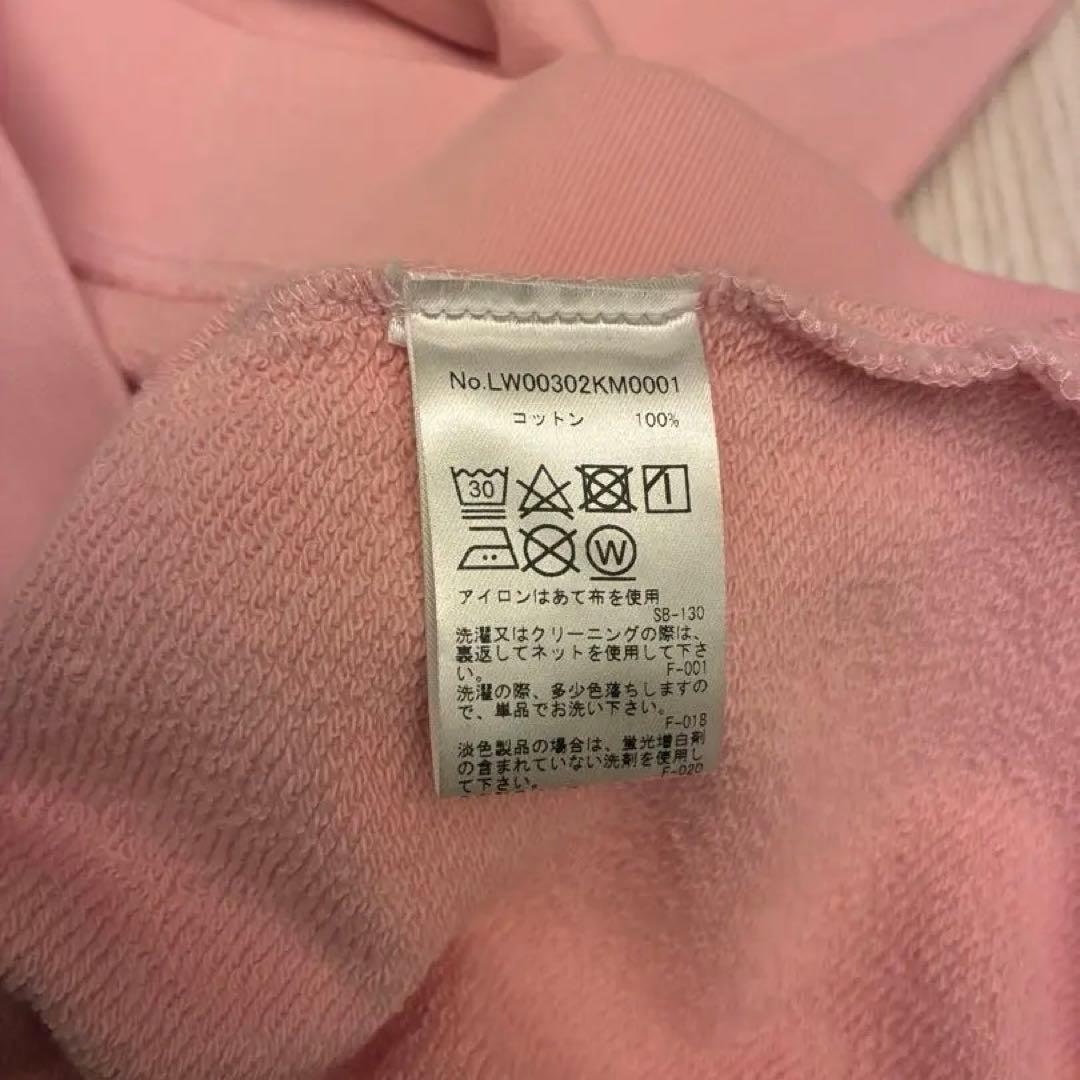 No.LW00302KM0001
コットン 100%
30
W
アイロンはあて布を使用
SB-130
洗濯又はクリーニングの際は、
裏返してネットを使用して下さ
い。 F-001
洗濯の際、多少色落ちしますの
で、単品でお洗い下さい。
F-018
淡色製品の場合は、蛍光増白剤
の含まれていない洗剤を使用し
て下さい。 F-020